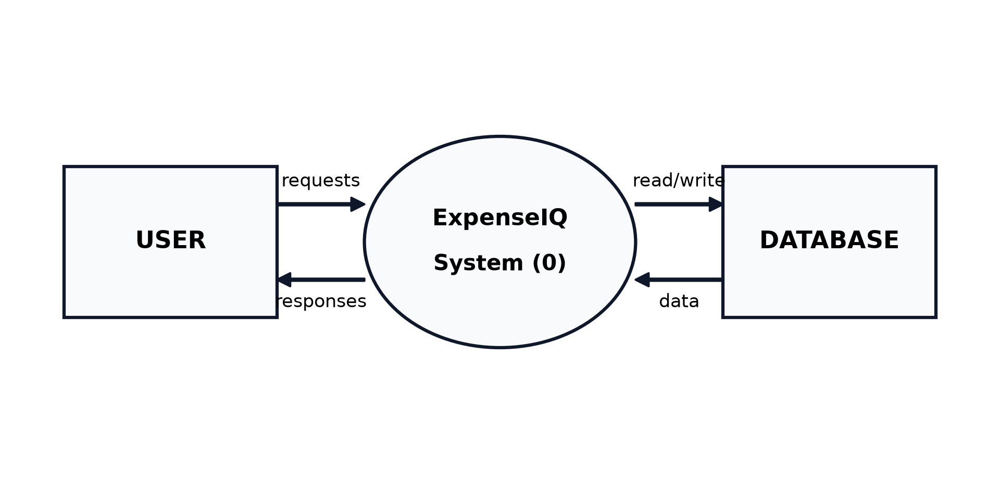 requests
read/write
ExpenseIQ
USER
DATABASE
System (0)
responses
data